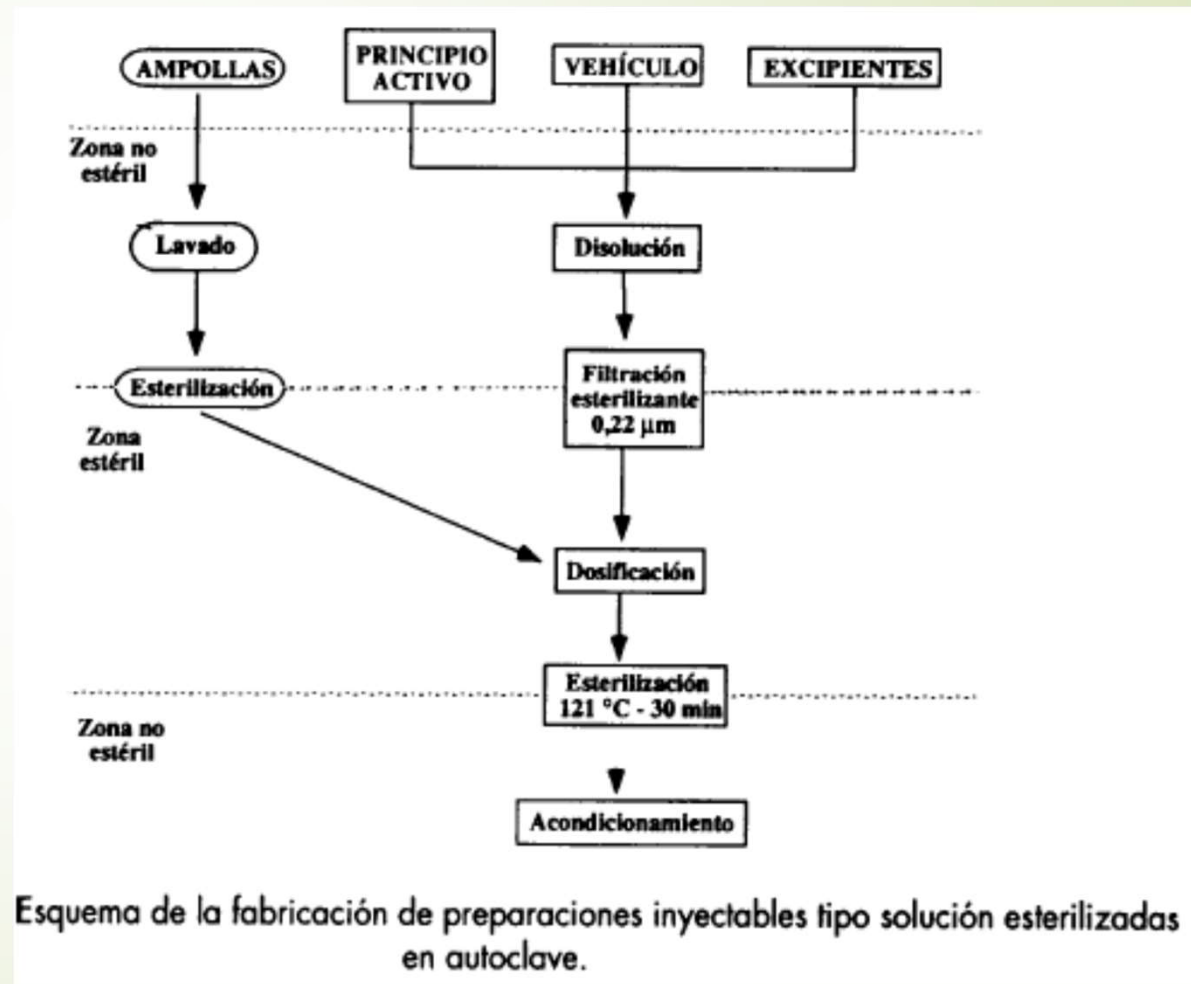 AMPOLLAS
PRINCIPIO
ACTIVO
VEHÍCULO
EXCIPIENTES
Zona no
estéril
Lavado
Disolución
Esterilización
Filtración
esterilizante
0,22 μm
Zona
estéril
Dosificación
Esterilización
121 °C - 30 min
Zona no
estéril
Acondicionamiento
Esquema de la fabricación de preparaciones inyectables tipo solución esterilizadas
en autoclave.